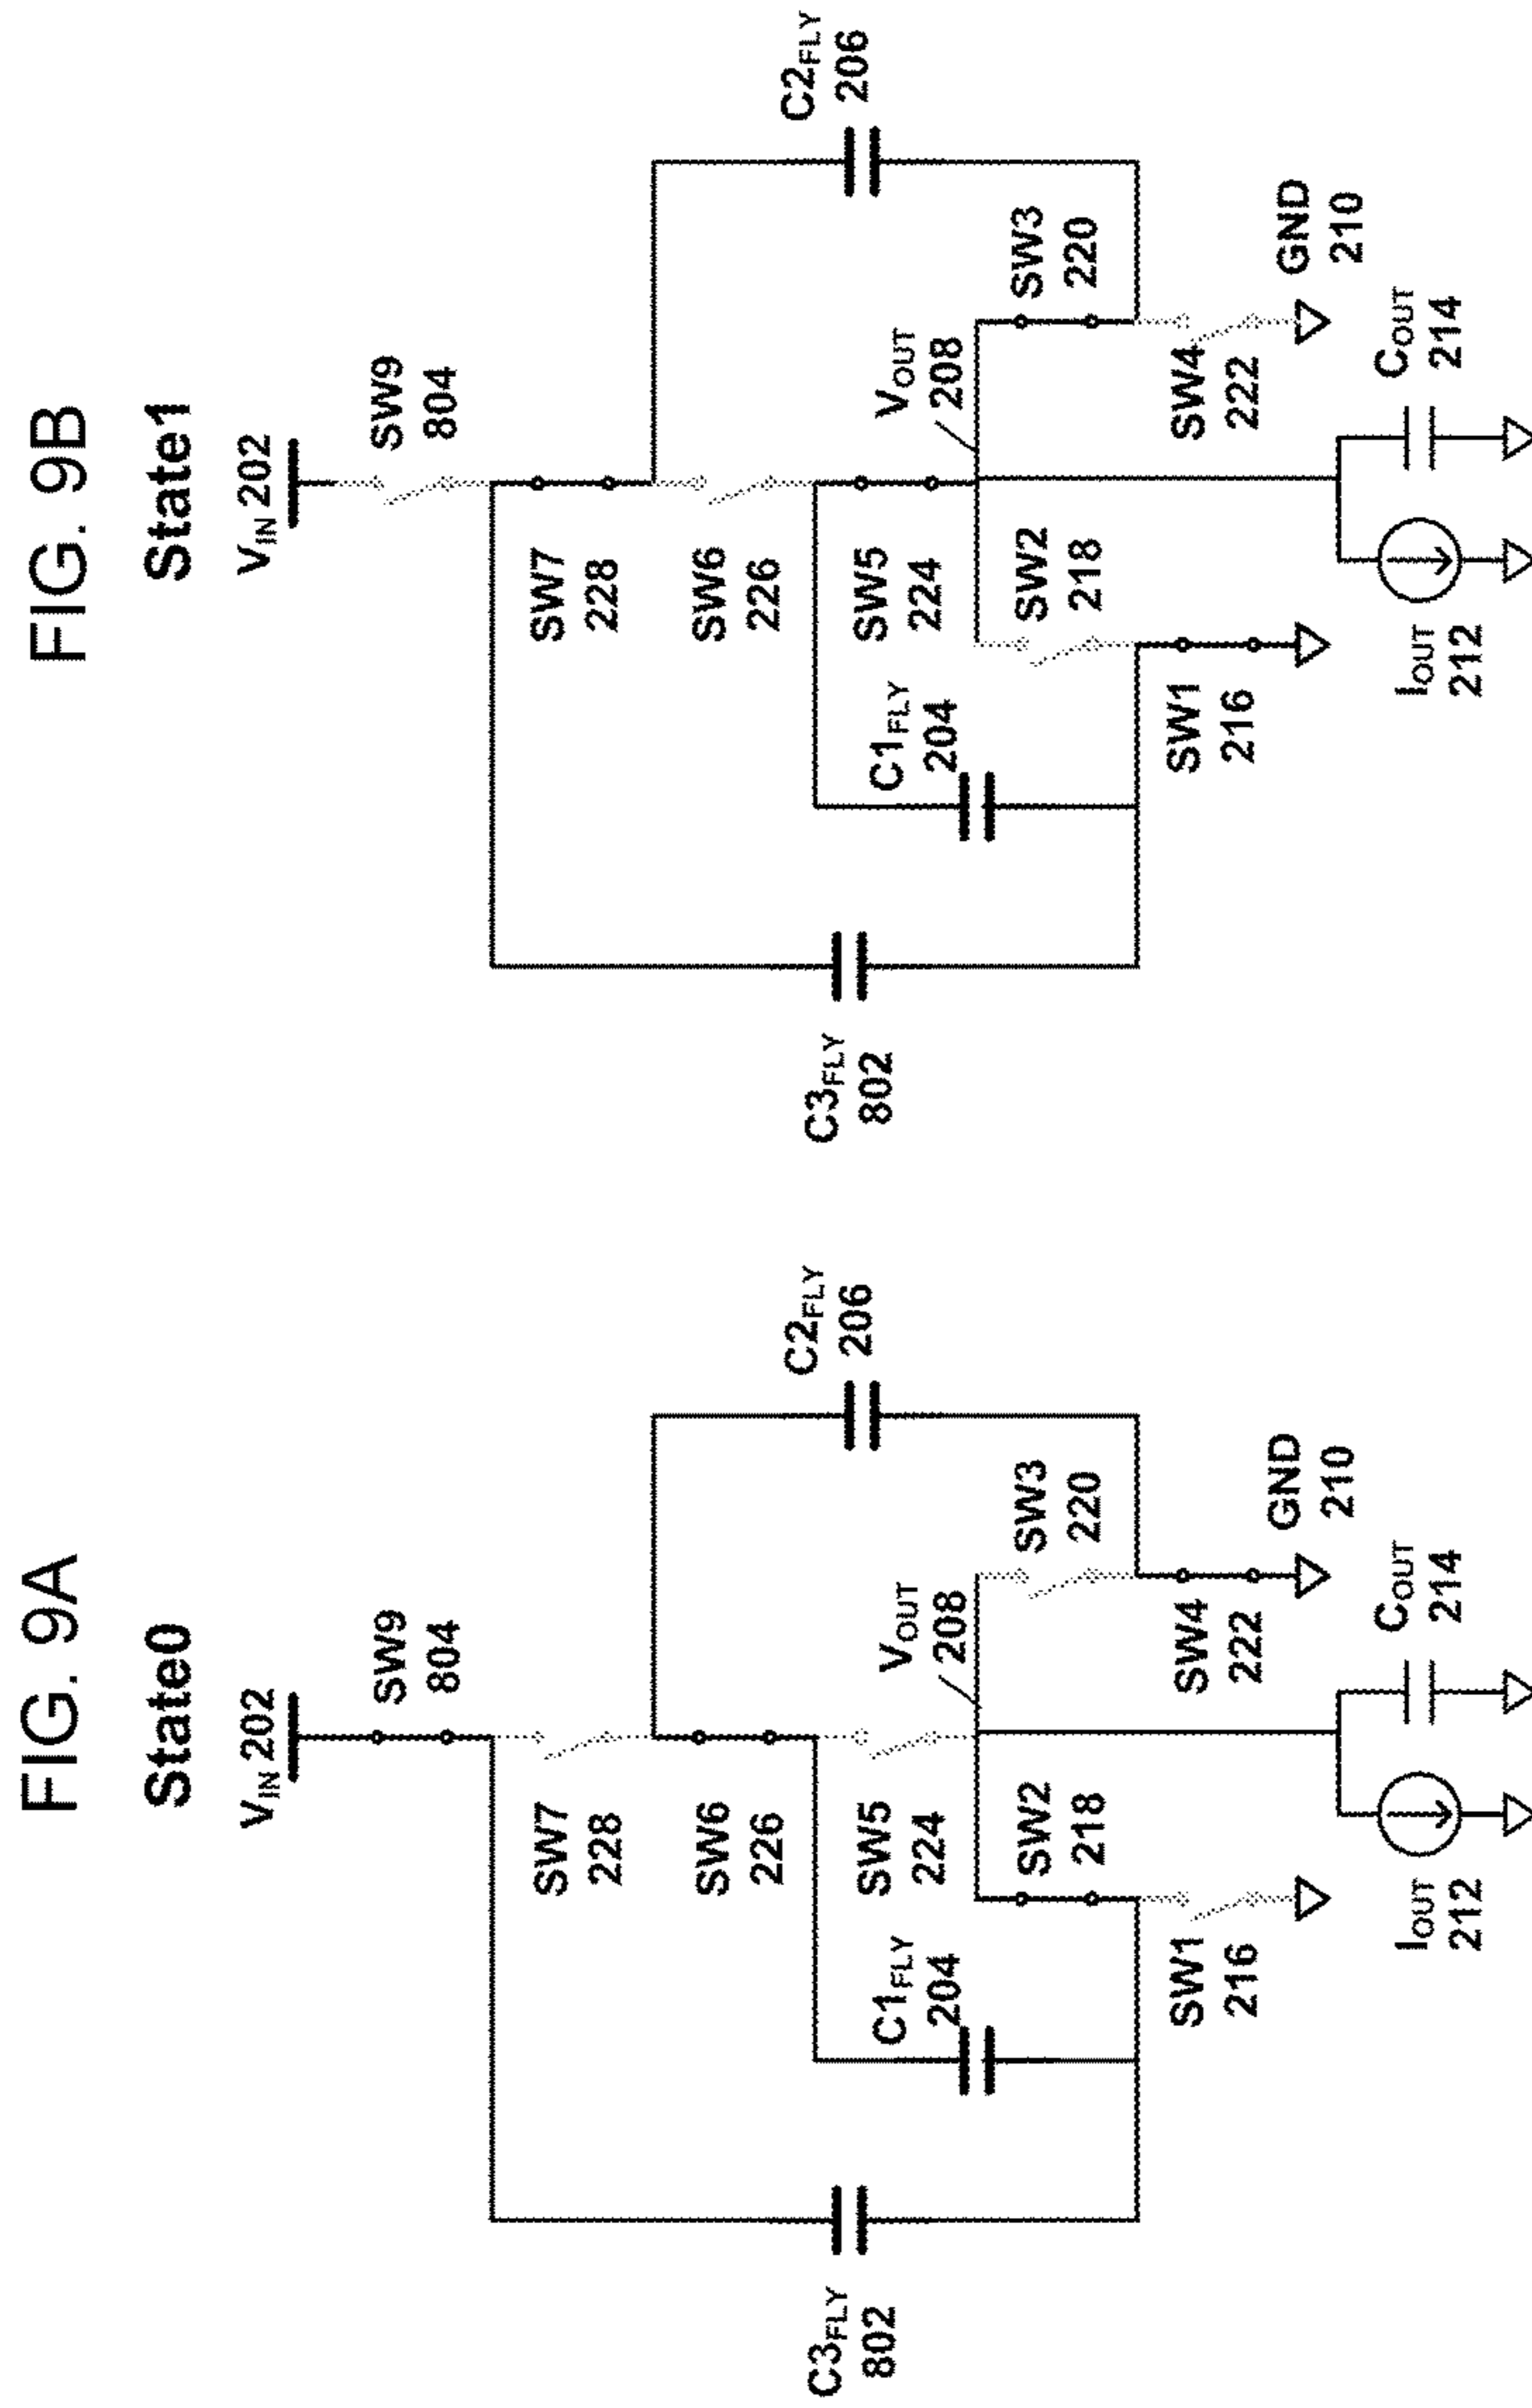 FIG. 9A
State0
V_IN 202
SW9
804
SW7
228
C2_FLY
206
SW6
226
SW5
224
C1_FLY
204
C3_FLY
802
V_OUT
208
SW2
218
SW3
220
SW1
216
SW4
222
GND
210
I_OUT
212
C_OUT
214
FIG. 9B
State1
V_IN 202
SW9
804
SW7
228
C2_FLY
206
SW6
226
SW5
224
C1_FLY
204
C3_FLY
802
V_OUT
208
SW2
218
SW3
220
SW1
216
SW4
222
GND
210
I_OUT
212
C_OUT
214